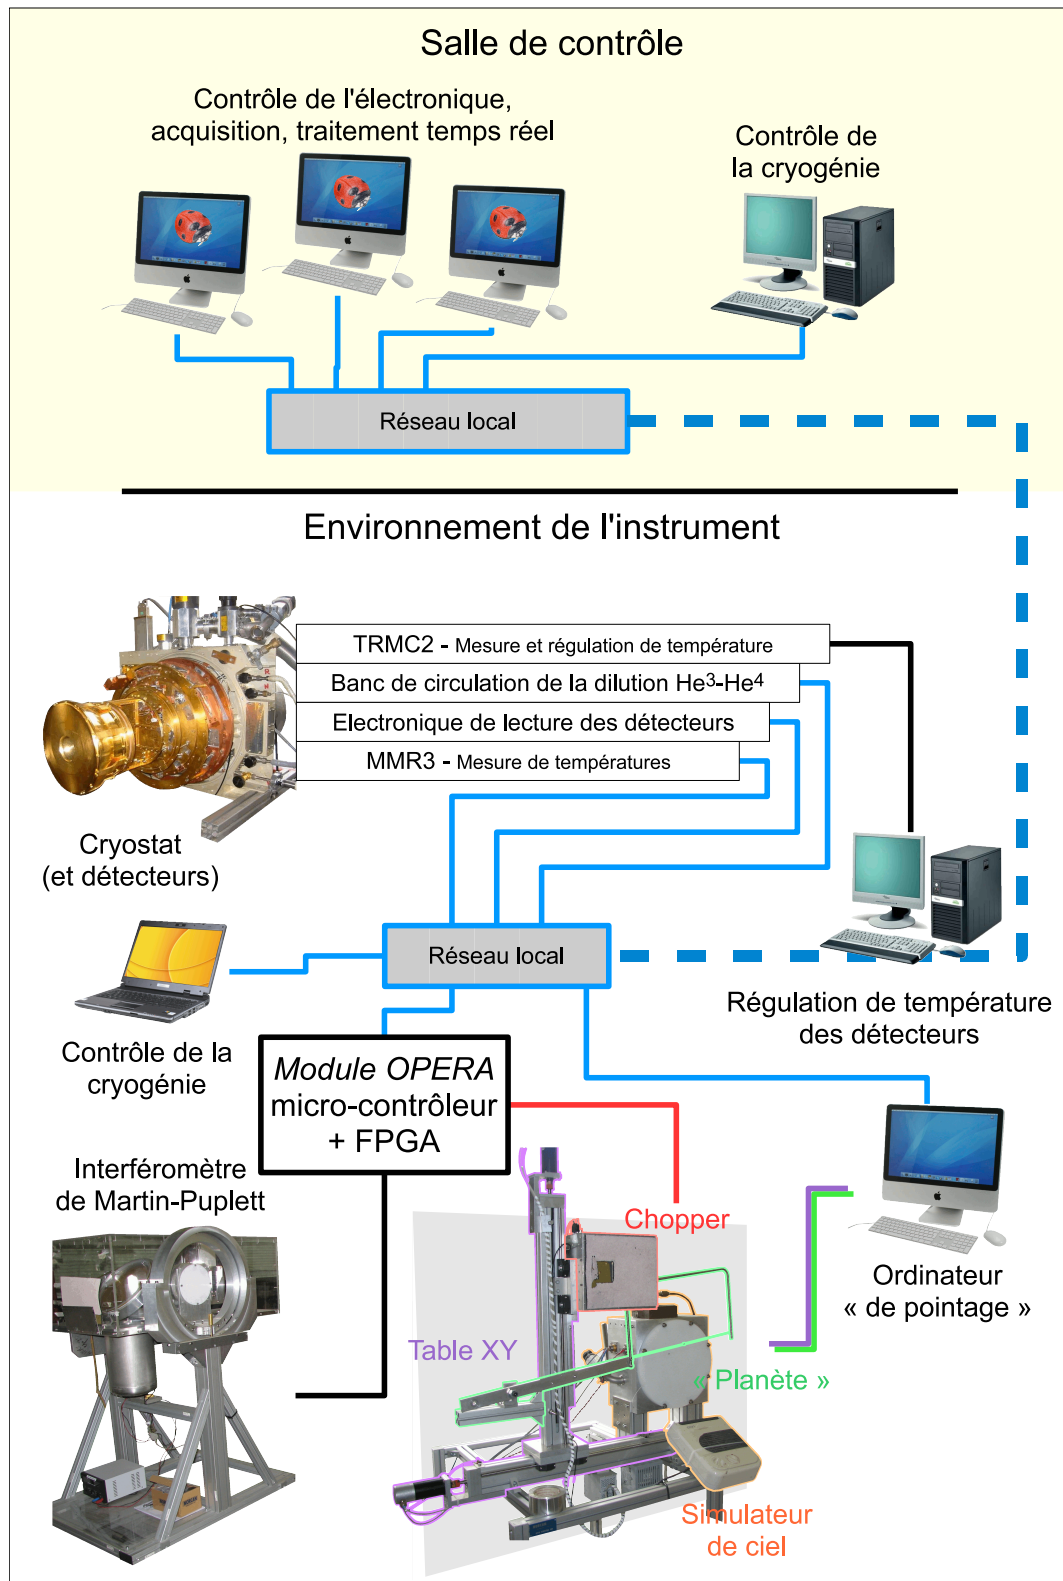 Salle de contrôle
Contrôle de l'électronique,
acquisition, traitement temps réel
Contrôle de
la cryogénie
Réseau local
Environnement de l'instrument
TRMC2 - Mesure et régulation de température
Banc de circulation de la dilution He3-He4
Electronique de lecture des détecteurs
MMR3 - Mesure de températures
Cryostat
(et détecteurs)
Réseau local
Régulation de température
des détecteurs
Contrôle de la
cryogénie
Module OPERA
micro-contrôleur
+ FPGA
Interféromètre
de Martin-Puplett
Chopper
Ordinateur
« de pointage »
Table XY
« Planète »
Simulateur
de ciel